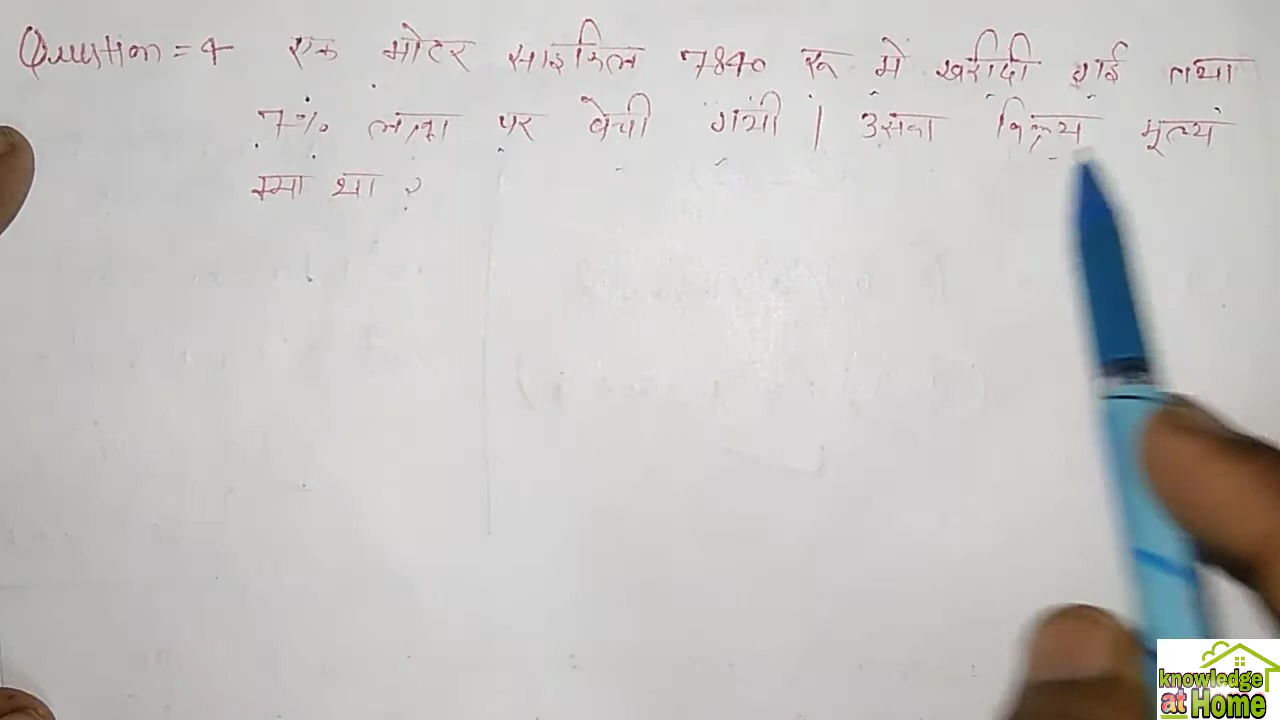 Question = 4 एक मोटर साइकिल 7840 रू में खरीदी गई तथा
7% लाभ पर बेची गयी | उसका विक्रय मूल्य
क्या था ?
knowledge
at Home